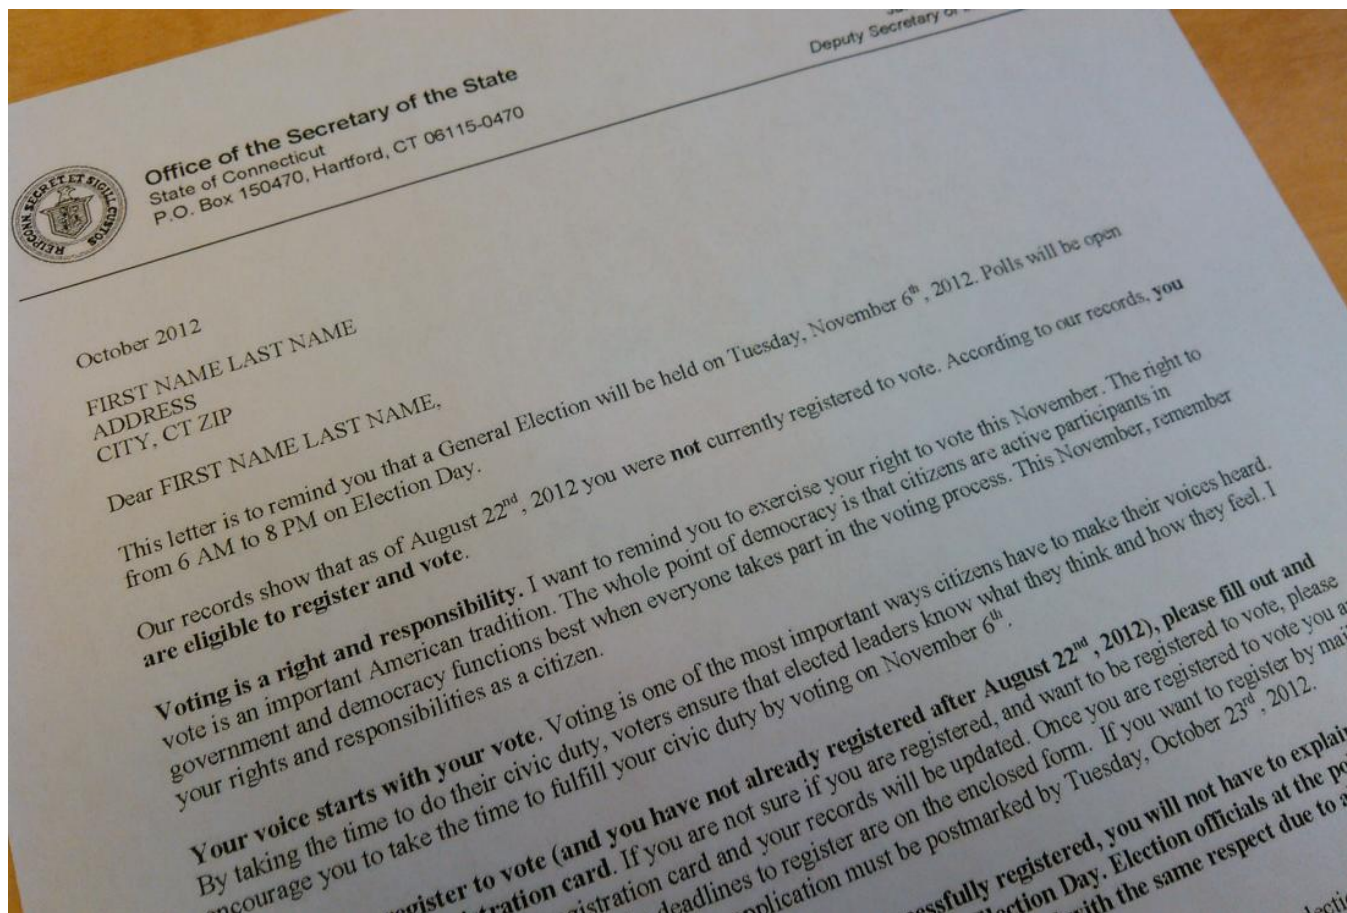 Deputy Secretary of
Office of the Secretary of the State
State of Connecticut
P.O. Box 150470, Hartford, CT 06115-0470
SECRET ET SIGILL CUSTOS
REIPCONN
October 2012
FIRST NAME LAST NAME
ADDRESS
CITY, CT ZIP
Dear FIRST NAME LAST NAME,
This letter is to remind you that a General Election will be held on Tuesday, November 6th, 2012. Polls will be open
from 6 AM to 8 PM on Election Day.
Our records show that as of August 22nd, 2012 you were not currently registered to vote. According to our records, you
are eligible to register and vote.
Voting is a right and responsibility. I want to remind you to exercise your right to vote this November. The right to
vote is an important American tradition. The whole point of democracy is that citizens are active participants in
government and democracy functions best when everyone takes part in the voting process. This November, remember
your rights and responsibilities as a citizen.
Your voice starts with your vote. Voting is one of the most important ways citizens have to make their voices heard.
By taking the time to do their civic duty, voters ensure that elected leaders know what they think and how they feel. I
encourage you to take the time to fulfill your civic duty by voting on November 6th.
register to vote (and you have not already registered after August 22nd, 2012), please fill out and
card. If you are not sure if you are registered, and want to be registered to vote, please
card and your records will be updated. Once you are registered to vote you
deadlines to register are on the enclosed form. If you want to register by
must be postmarked by Tuesday, October 23rd, 2012.
registered, you will not have to explain
Day. Election officials at the
with the same respect due to